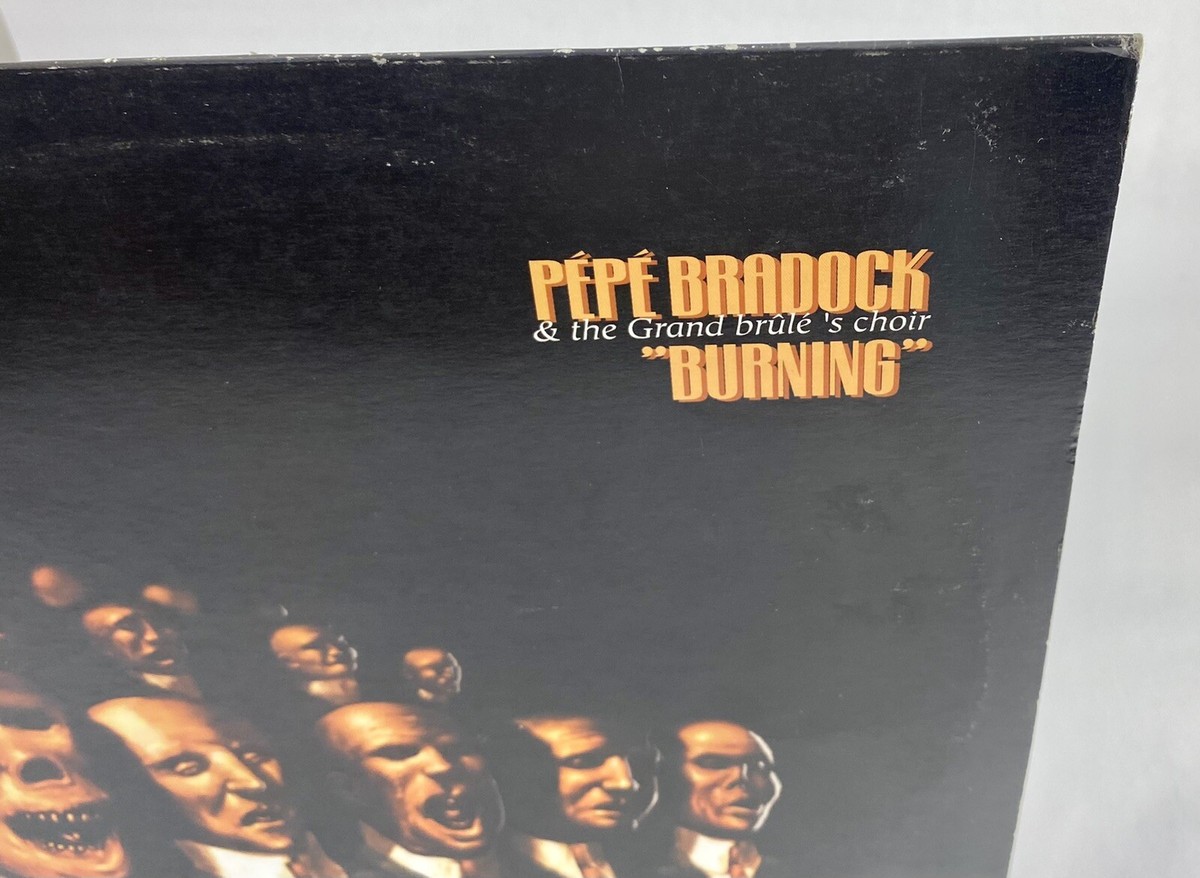 PÉPÉ BRADOCK
& the Grand brûlé 's choir
”BURNING”